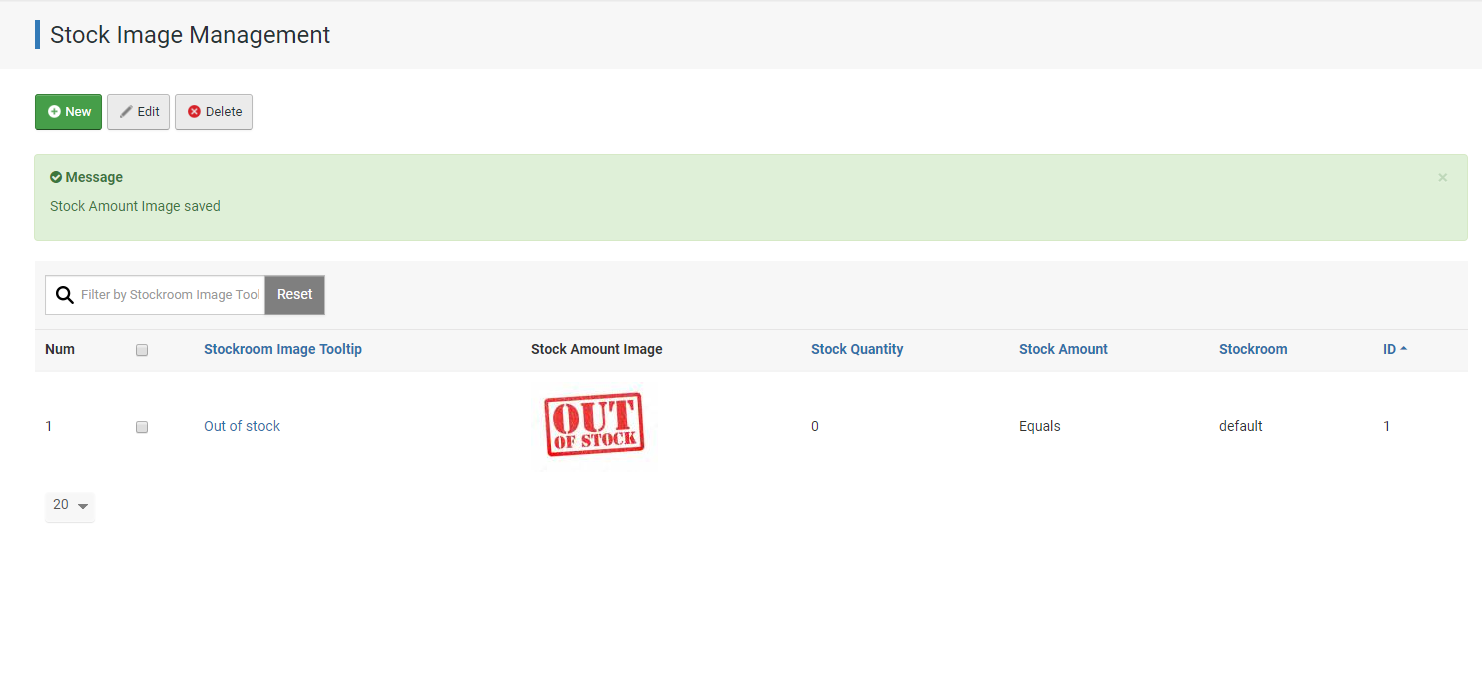 Stock Image Management
New Edit Delete
Message ×
Stock Amount Image saved
Filter by Stockroom Image Tool Reset
Num Stockroom Image Tooltip Stock Amount Image Stock Quantity Stock Amount Stockroom ID
1 Out of stock OUT OF STOCK 0 Equals default 1
20